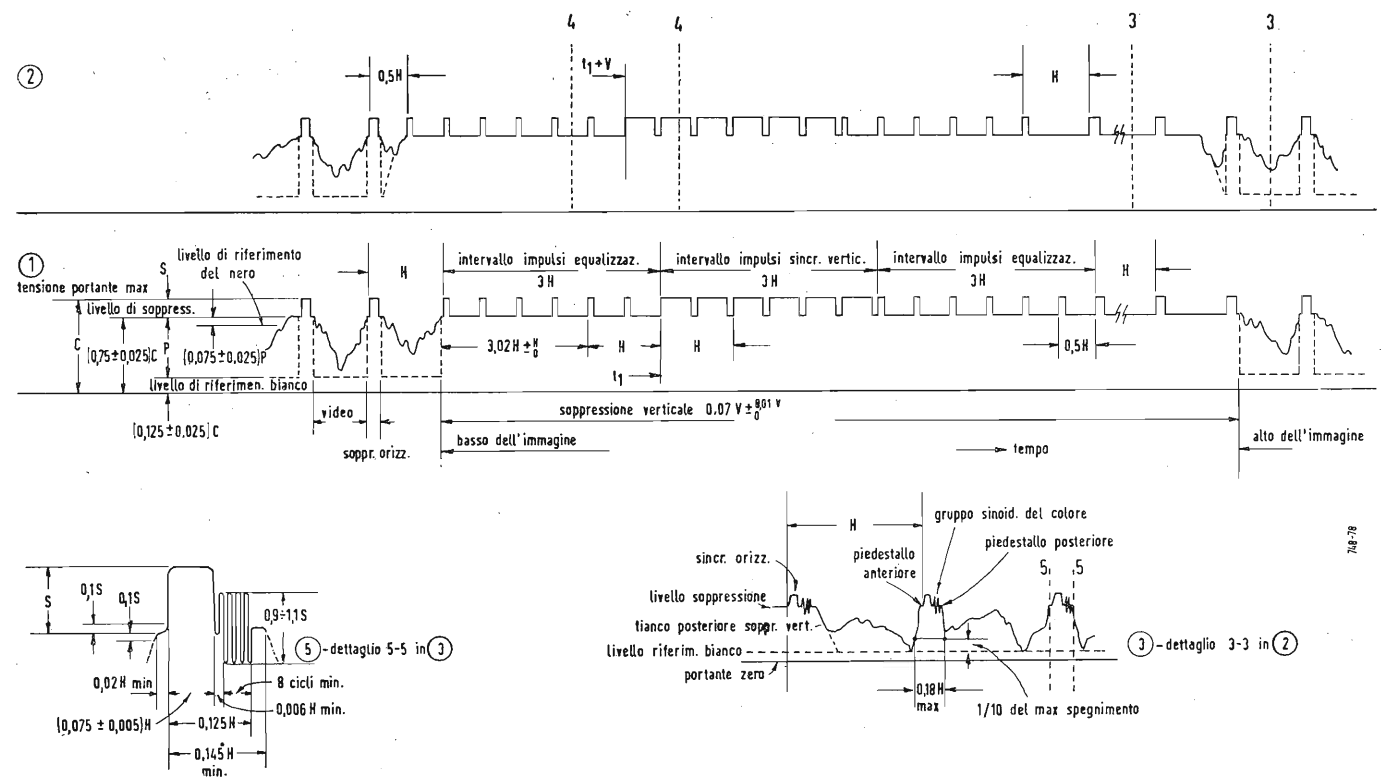 4
4
3
3
2
0,5H
t₁+V
H
1
S
livello di riferimento
del nero
tensione portante max
livello di soppress.
C
(0,75±0,025)C
P
(0,075±0,025)P
livello di riferimen. bianco
(0,125±0,025)C
H
intervallo impulsi equalizzaz.
3H
intervallo impulsi sincr. vertic.
3H
intervallo impulsi equalizzaz.
3H
H
3,02H ± H 0
H
H
0,5H
t₁
video
soppr. orizz.
soppressione verticale 0.07 V ± 0,01 V 0
basso dell'immagine
tempo
alto dell'immagine
S
0,1S
0,1S
0,9÷1,1S
5 -dettaglio 5-5 in 3
0,02H min
8 cicli min.
0,006H min.
(0,075 ± 0,005)H
0,125H
0,145H
min.
H
gruppo sinoid. del colore
sincr. orizz.
piedestallo
anteriore
piedestallo posteriore
5
5
livello soppressione
tianco posteriore soppr. vert.
livello riferim. bianco
portante zero
0,18H
max
1/10 del max spegnimento
3 -dettaglio 3-3 in 2
748-78